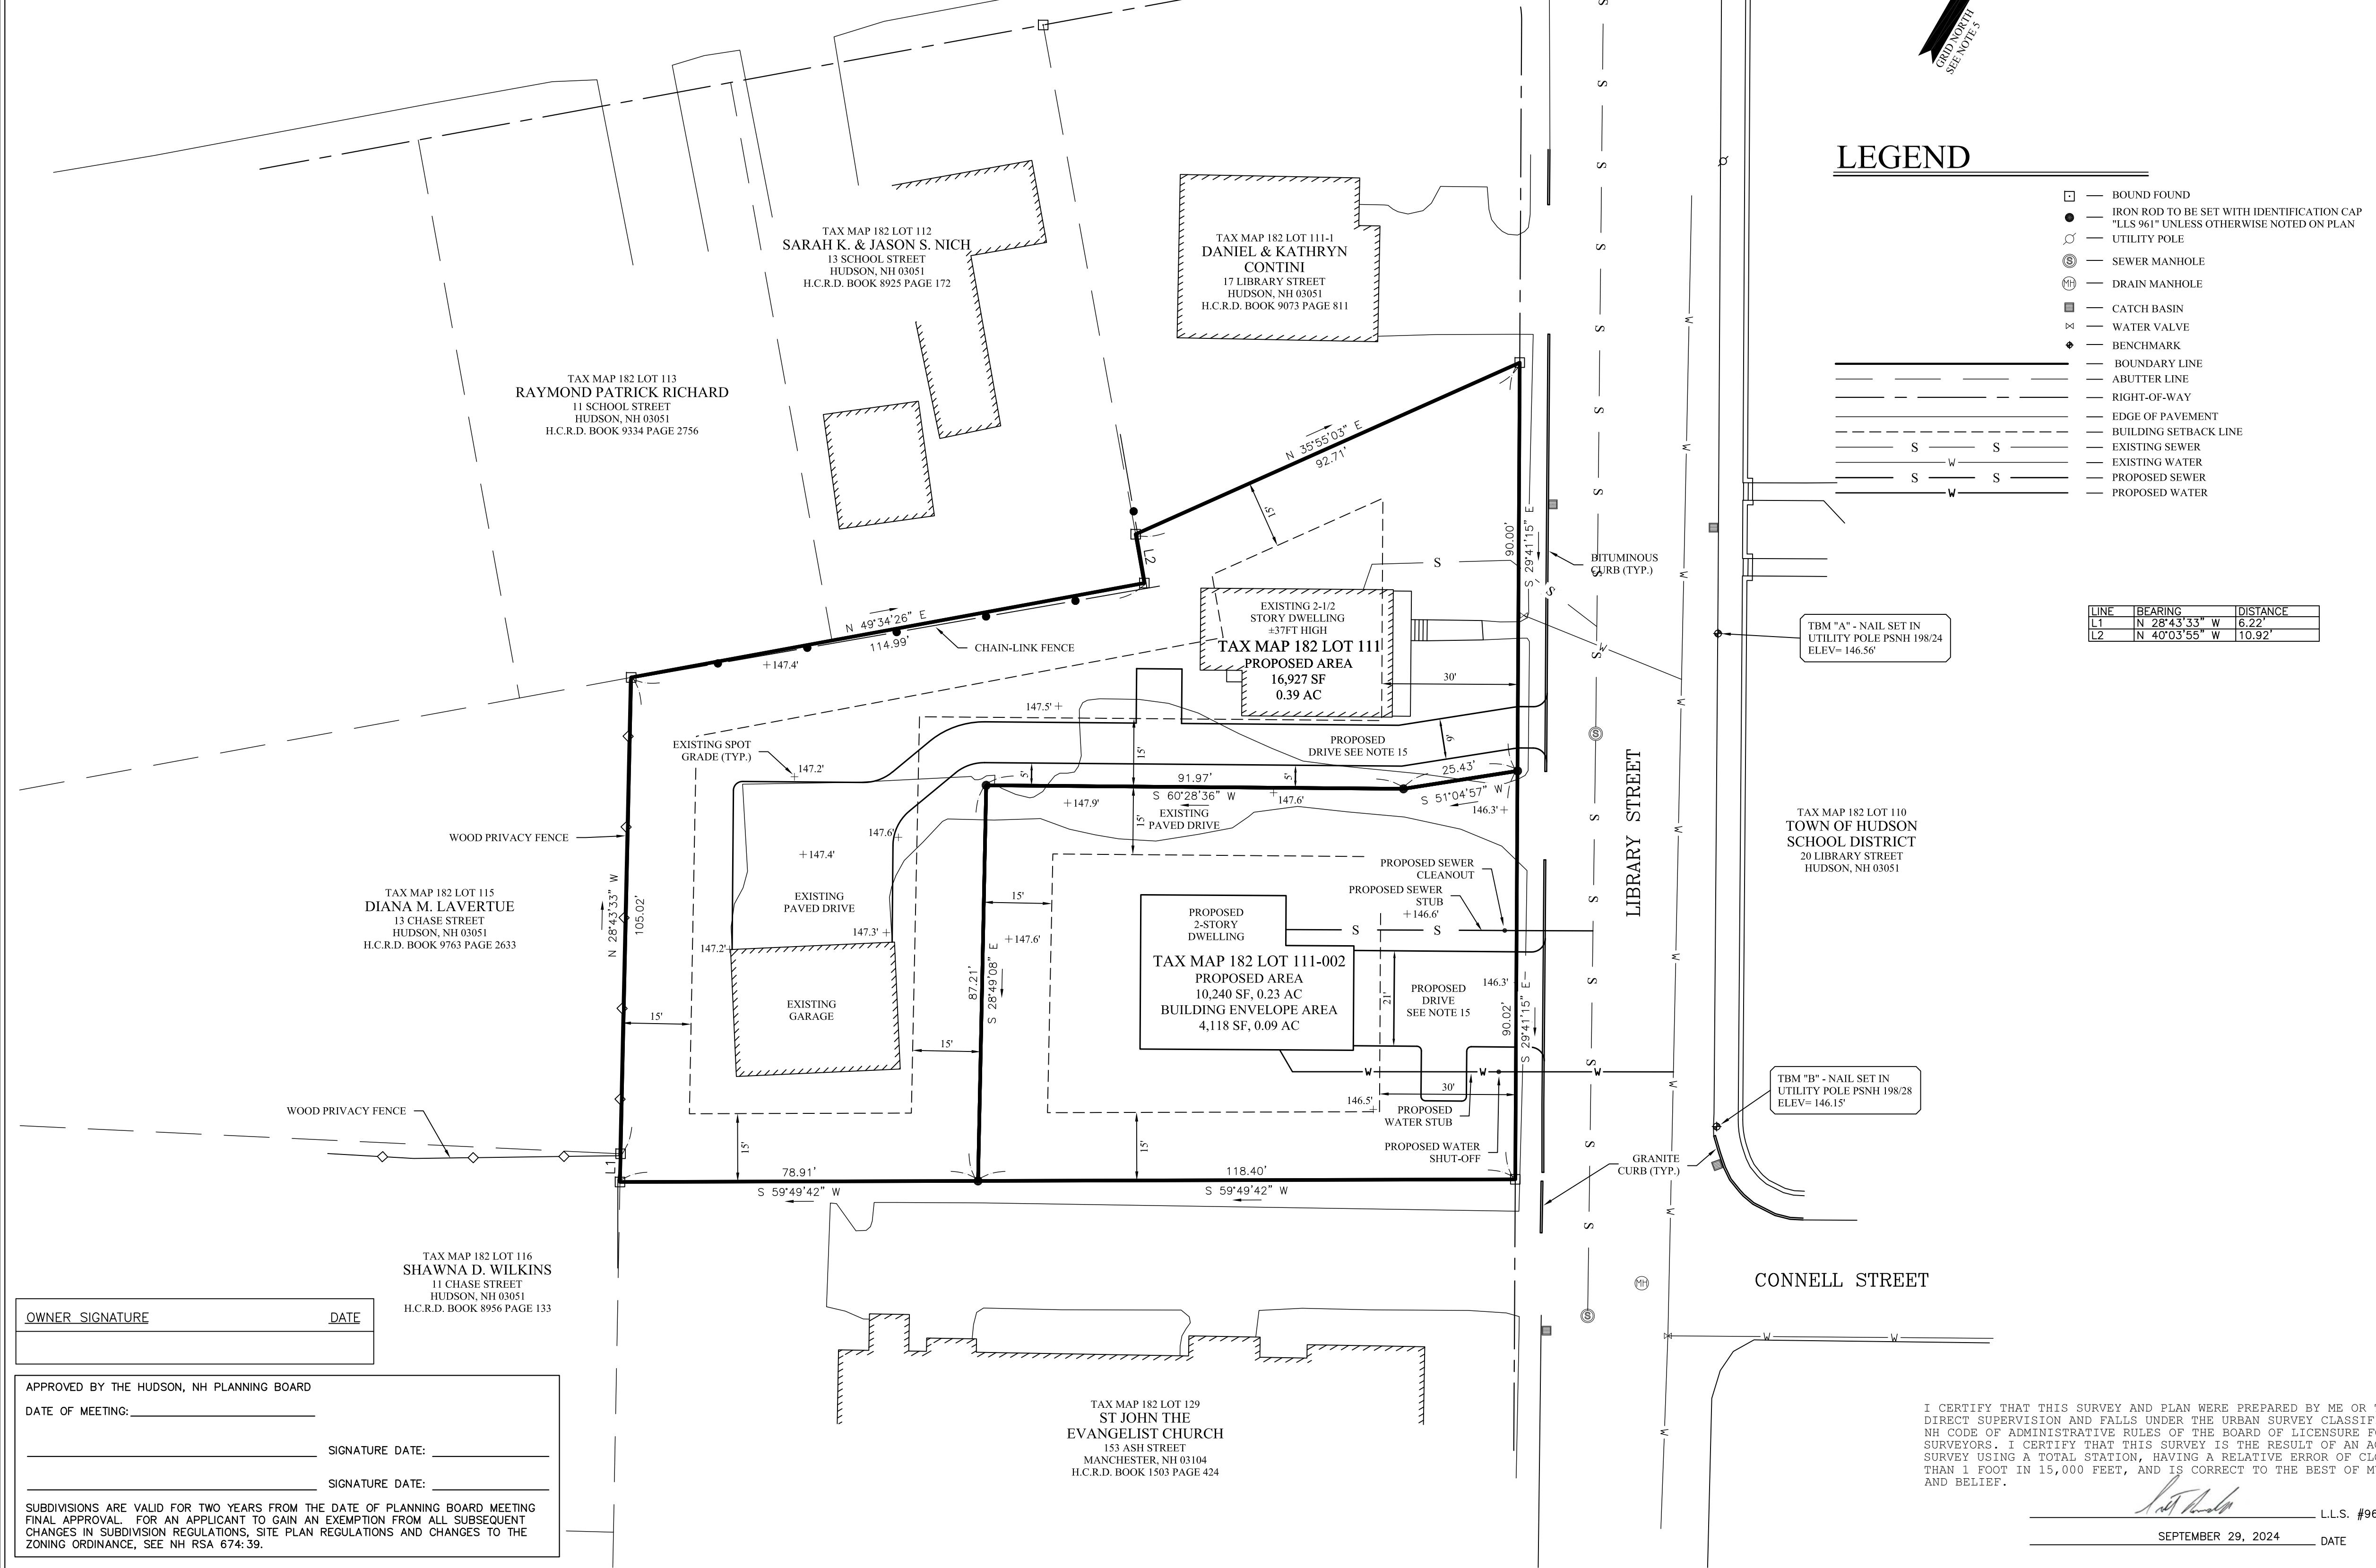 GRID NORTH
SEE NOTE 5
LEGEND
BOUND FOUND
IRON ROD TO BE SET WITH IDENTIFICATION CAP
"LLS 961" UNLESS OTHERWISE NOTED ON PLAN
UTILITY POLE
S SEWER MANHOLE
MH DRAIN MANHOLE
CATCH BASIN
WATER VALVE
BENCHMARK
BOUNDARY LINE
ABUTTER LINE
RIGHT-OF-WAY
EDGE OF PAVEMENT
BUILDING SETBACK LINE
S S EXISTING SEWER
W EXISTING WATER
S S PROPOSED SEWER
W PROPOSED WATER
LINE BEARING DISTANCE
L1 N 28°43'33" W 6.22'
L2 N 40°03'55" W 10.92'
TAX MAP 182 LOT 112
SARAH K. & JASON S. NICH
13 SCHOOL STREET
HUDSON, NH 03051
H.C.R.D. BOOK 8925 PAGE 172
TAX MAP 182 LOT 111-1
DANIEL & KATHRYN
CONTINI
17 LIBRARY STREET
HUDSON, NH 03051
H.C.R.D. BOOK 9073 PAGE 811
TAX MAP 182 LOT 113
RAYMOND PATRICK RICHARD
11 SCHOOL STREET
HUDSON, NH 03051
H.C.R.D. BOOK 9334 PAGE 2756
N 35°55'03" E
92.71'
15'
L2
90.00'
S 29°41'15" E
BITUMINOUS
CURB (TYP.)
N 49°34'26" E
114.99'
CHAIN-LINK FENCE
+147.4'
EXISTING 2-1/2
STORY DWELLING
±37FT HIGH
TAX MAP 182 LOT 111
PROPOSED AREA
16,927 SF
0.39 AC
30'
TBM "A" - NAIL SET IN
UTILITY POLE PSNH 198/24
ELEV= 146.56'
147.5' +
EXISTING SPOT
GRADE (TYP.)
147.2'
15'
PROPOSED
DRIVE SEE NOTE 15
9'
5'
91.97'
5'
25.43'
S 60°28'36" W
S 51°04'57" W
+147.9'
147.6'
146.3' +
EXISTING
PAVED DRIVE
15'
WOOD PRIVACY FENCE
147.6'
+147.4'
EXISTING
PAVED DRIVE
147.3' +
147.2'
EXISTING
GARAGE
N 28°43'33" W
105.02'
15'
15'
15'
+147.6'
87.21'
S 28°49'08" E
TAX MAP 182 LOT 115
DIANA M. LAVERTUE
13 CHASE STREET
HUDSON, NH 03051
H.C.R.D. BOOK 9763 PAGE 2633
PROPOSED SEWER
CLEANOUT
PROPOSED SEWER
STUB
+146.6'
S S
PROPOSED
2-STORY
DWELLING
TAX MAP 182 LOT 111-002
PROPOSED AREA
10,240 SF, 0.23 AC
BUILDING ENVELOPE AREA
4,118 SF, 0.09 AC
21'
PROPOSED
DRIVE
SEE NOTE 15
146.3'
90.02'
S 29°41'15" E
W W W
30'
146.5'
PROPOSED
WATER STUB
PROPOSED WATER
SHUT-OFF
LIBRARY STREET
TAX MAP 182 LOT 110
TOWN OF HUDSON
SCHOOL DISTRICT
20 LIBRARY STREET
HUDSON, NH 03051
TBM "B" - NAIL SET IN
UTILITY POLE PSNH 198/28
ELEV= 146.15'
GRANITE
CURB (TYP.)
WOOD PRIVACY FENCE
L1
15'
15'
78.91'
S 59°49'42" W
118.40'
S 59°49'42" W
TAX MAP 182 LOT 116
SHAWNA D. WILKINS
11 CHASE STREET
HUDSON, NH 03051
H.C.R.D. BOOK 8956 PAGE 133
CONNELL STREET
MH
S
TAX MAP 182 LOT 129
ST JOHN THE
EVANGELIST CHURCH
153 ASH STREET
MANCHESTER, NH 03104
H.C.R.D. BOOK 1503 PAGE 424
OWNER SIGNATURE DATE
APPROVED BY THE HUDSON, NH PLANNING BOARD
DATE OF MEETING:
SIGNATURE DATE:
SIGNATURE DATE:
SUBDIVISIONS ARE VALID FOR TWO YEARS FROM THE DATE OF PLANNING BOARD MEETING
FINAL APPROVAL. FOR AN APPLICANT TO GAIN AN EXEMPTION FROM ALL SUBSEQUENT
CHANGES IN SUBDIVISION REGULATIONS, SITE PLAN REGULATIONS AND CHANGES TO THE
ZONING ORDINANCE, SEE NH RSA 674:39.
I CERTIFY THAT THIS SURVEY AND PLAN WERE PREPARED BY ME OR
DIRECT SUPERVISION AND FALLS UNDER THE URBAN SURVEY CLASSIF
NH CODE OF ADMINISTRATIVE RULES OF THE BOARD OF LICENSURE F
SURVEYORS. I CERTIFY THAT THIS SURVEY IS THE RESULT OF AN A
SURVEY USING A TOTAL STATION, HAVING A RELATIVE ERROR OF CLO
THAN 1 FOOT IN 15,000 FEET, AND IS CORRECT TO THE BEST OF M
AND BELIEF.
L.L.S. #96
SEPTEMBER 29, 2024 DATE